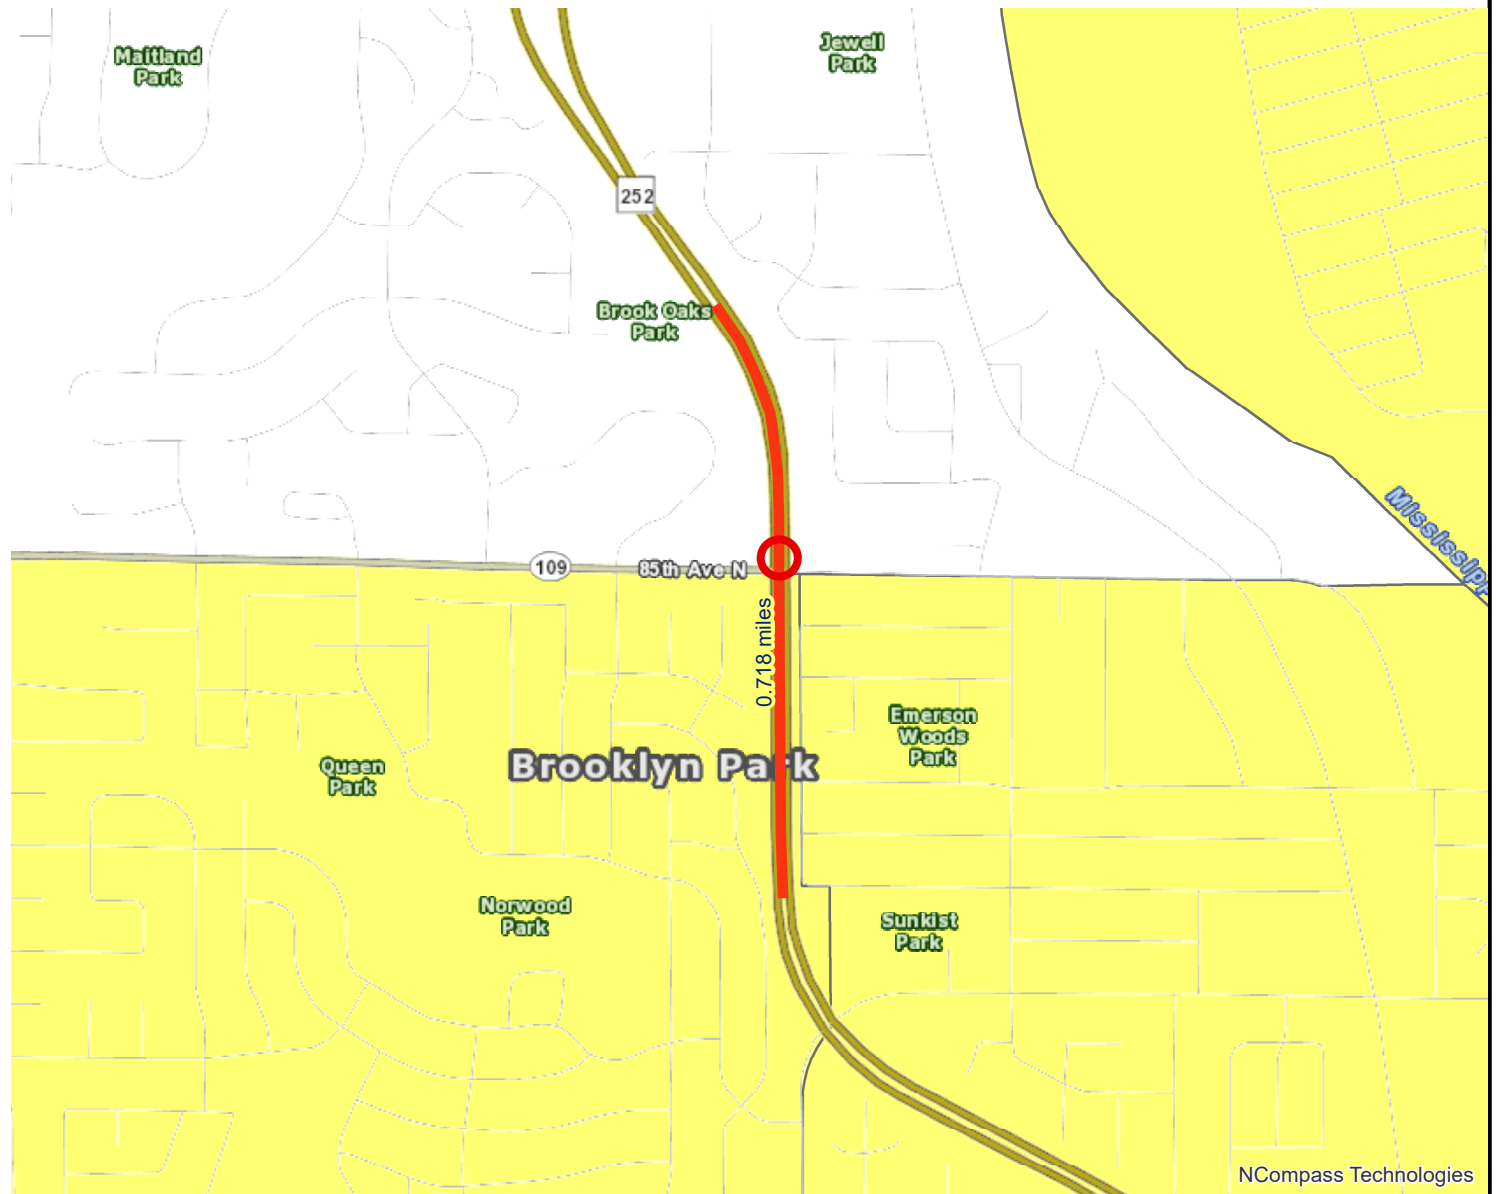 Maitland
Park
Jewell
Park
252
Brook Oaks
Park
Mississip
109
85th Ave N
0.718 miles
Emerson
Woods
Park
Brooklyn Park
Queen
Park
Norwood
Park
Sunkist
Park
NCompass Technologies